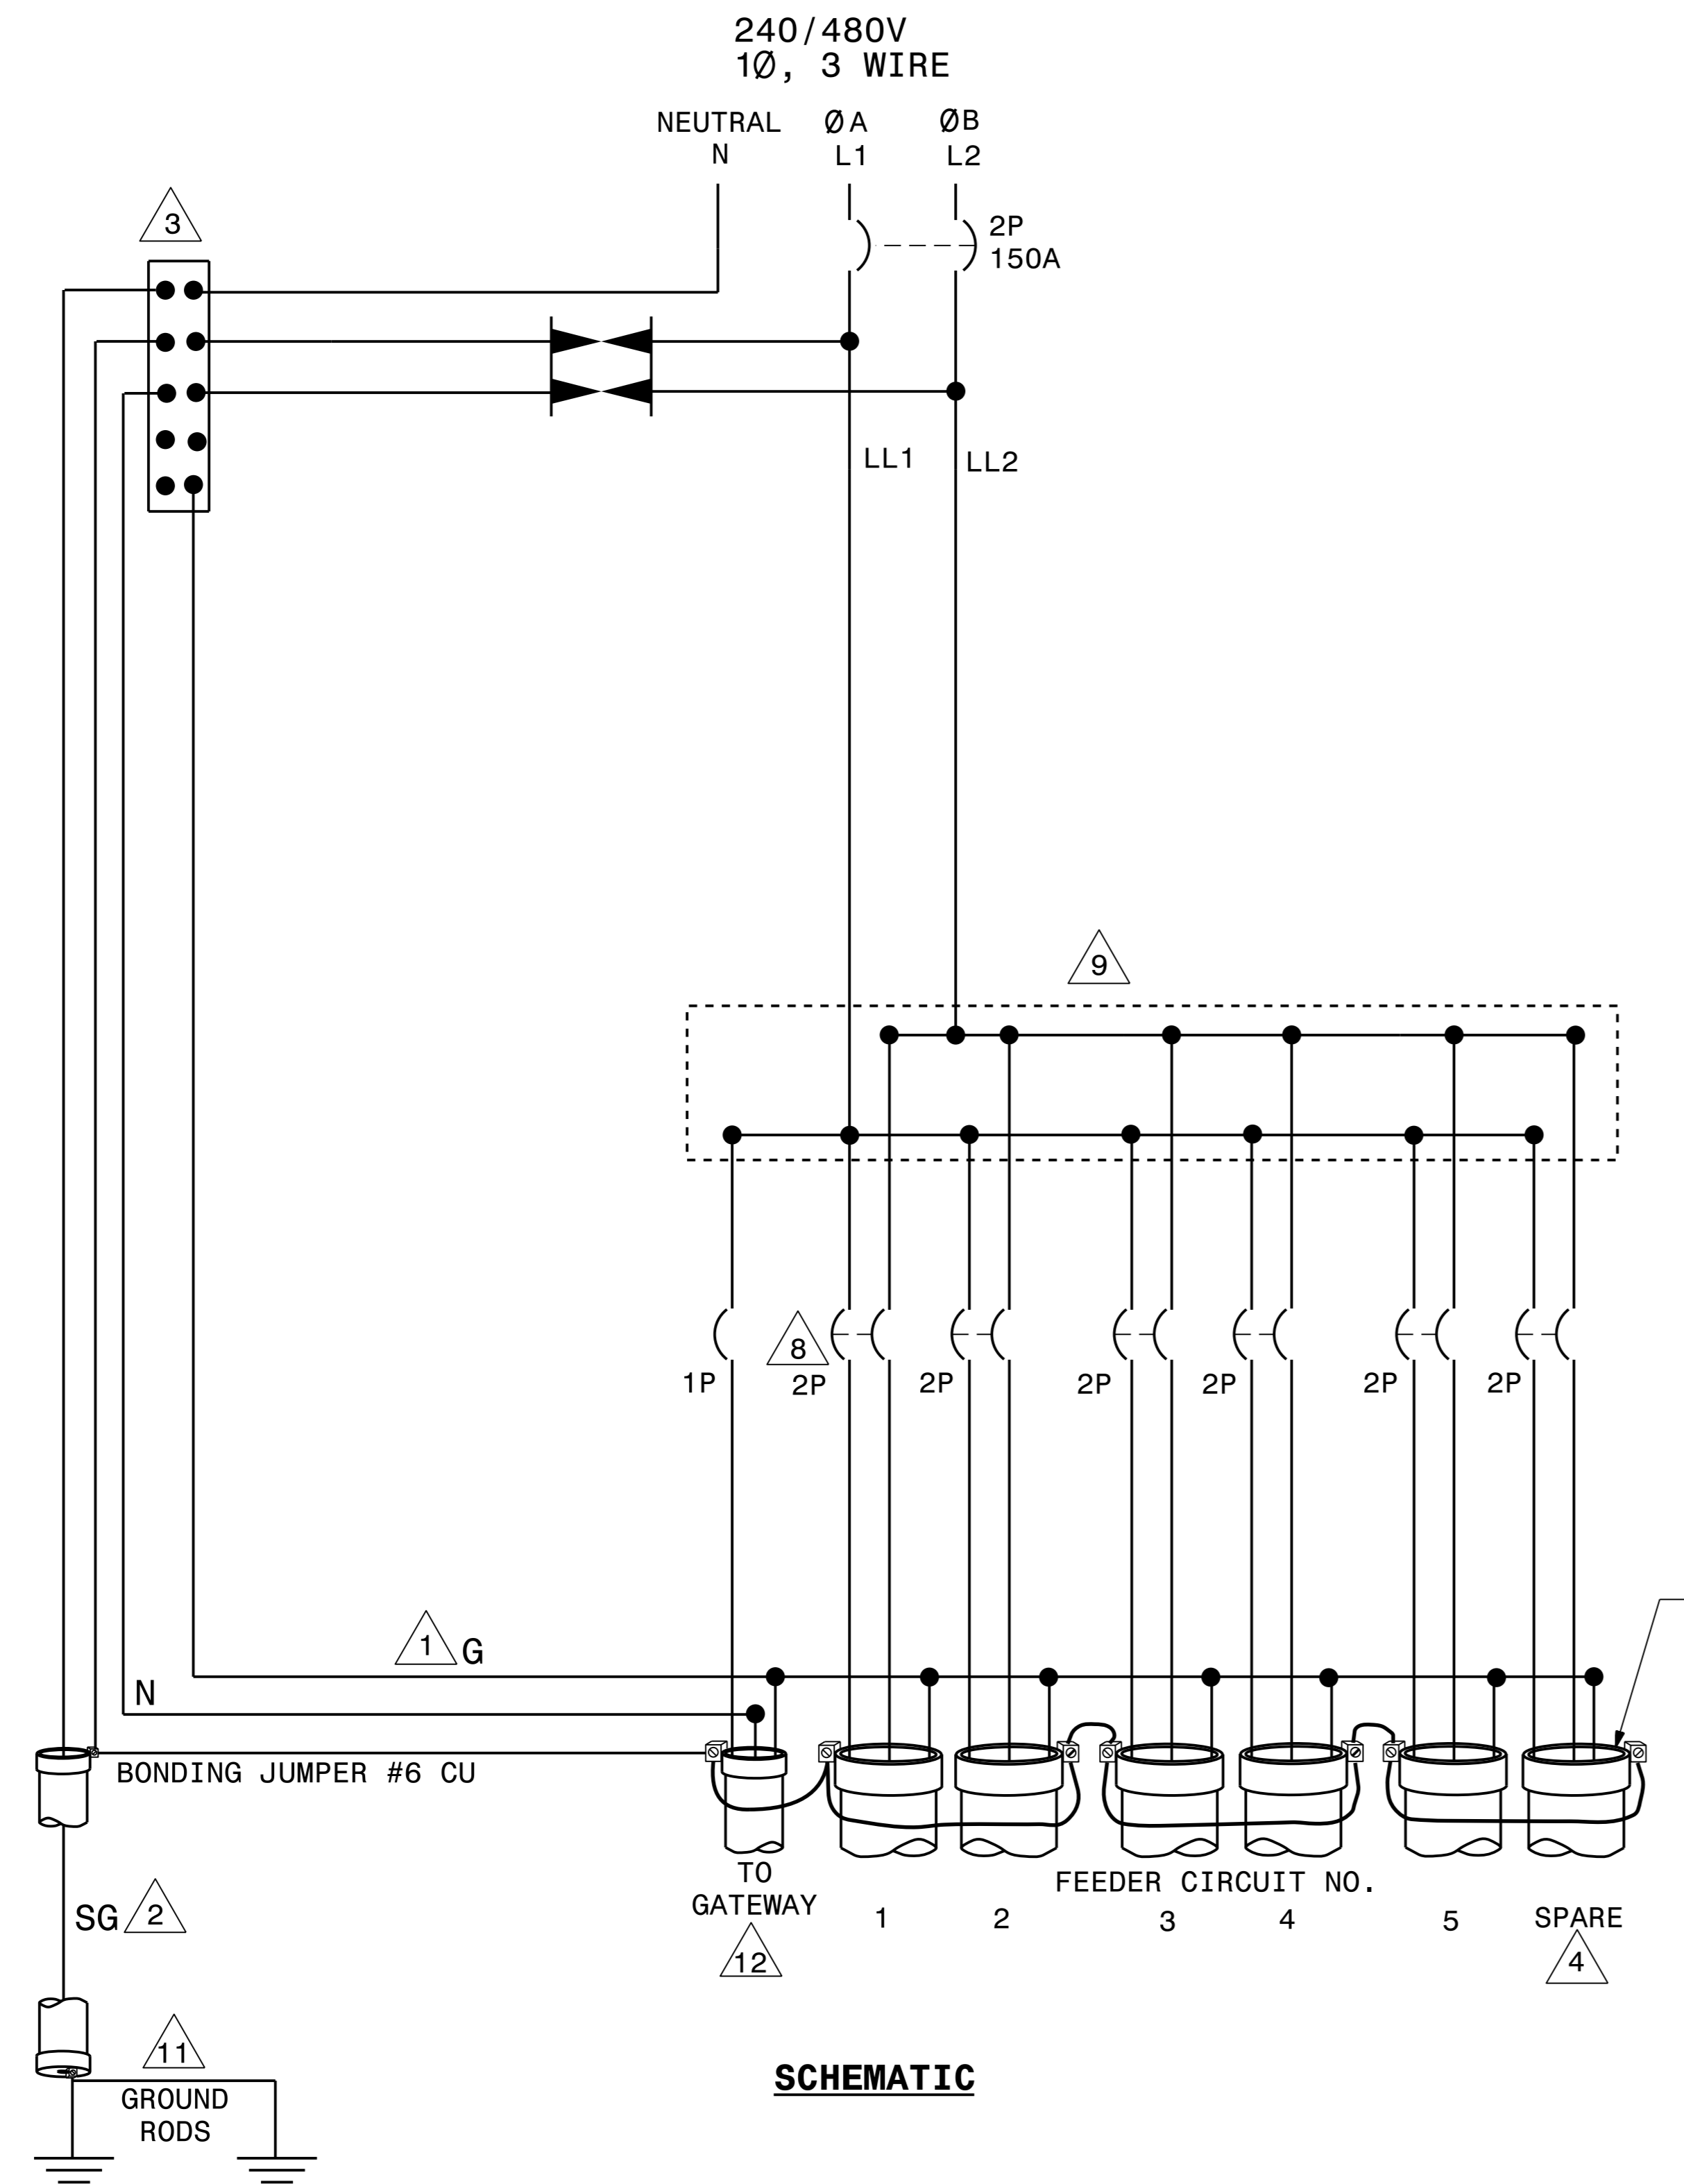 240/480V
1Ø, 3 WIRE
NEUTRAL ØA ØB
N L1 L2
2P
150A
3
LL1 LL2
9
8
1P 2P 2P 2P 2P 2P 2P
1 G
N
BONDING JUMPER #6 CU
TO
GATEWAY
12
FEEDER CIRCUIT NO.
1 2 3 4 5 SPARE
4
SG 2
11
GROUND
RODS
SCHEMATIC